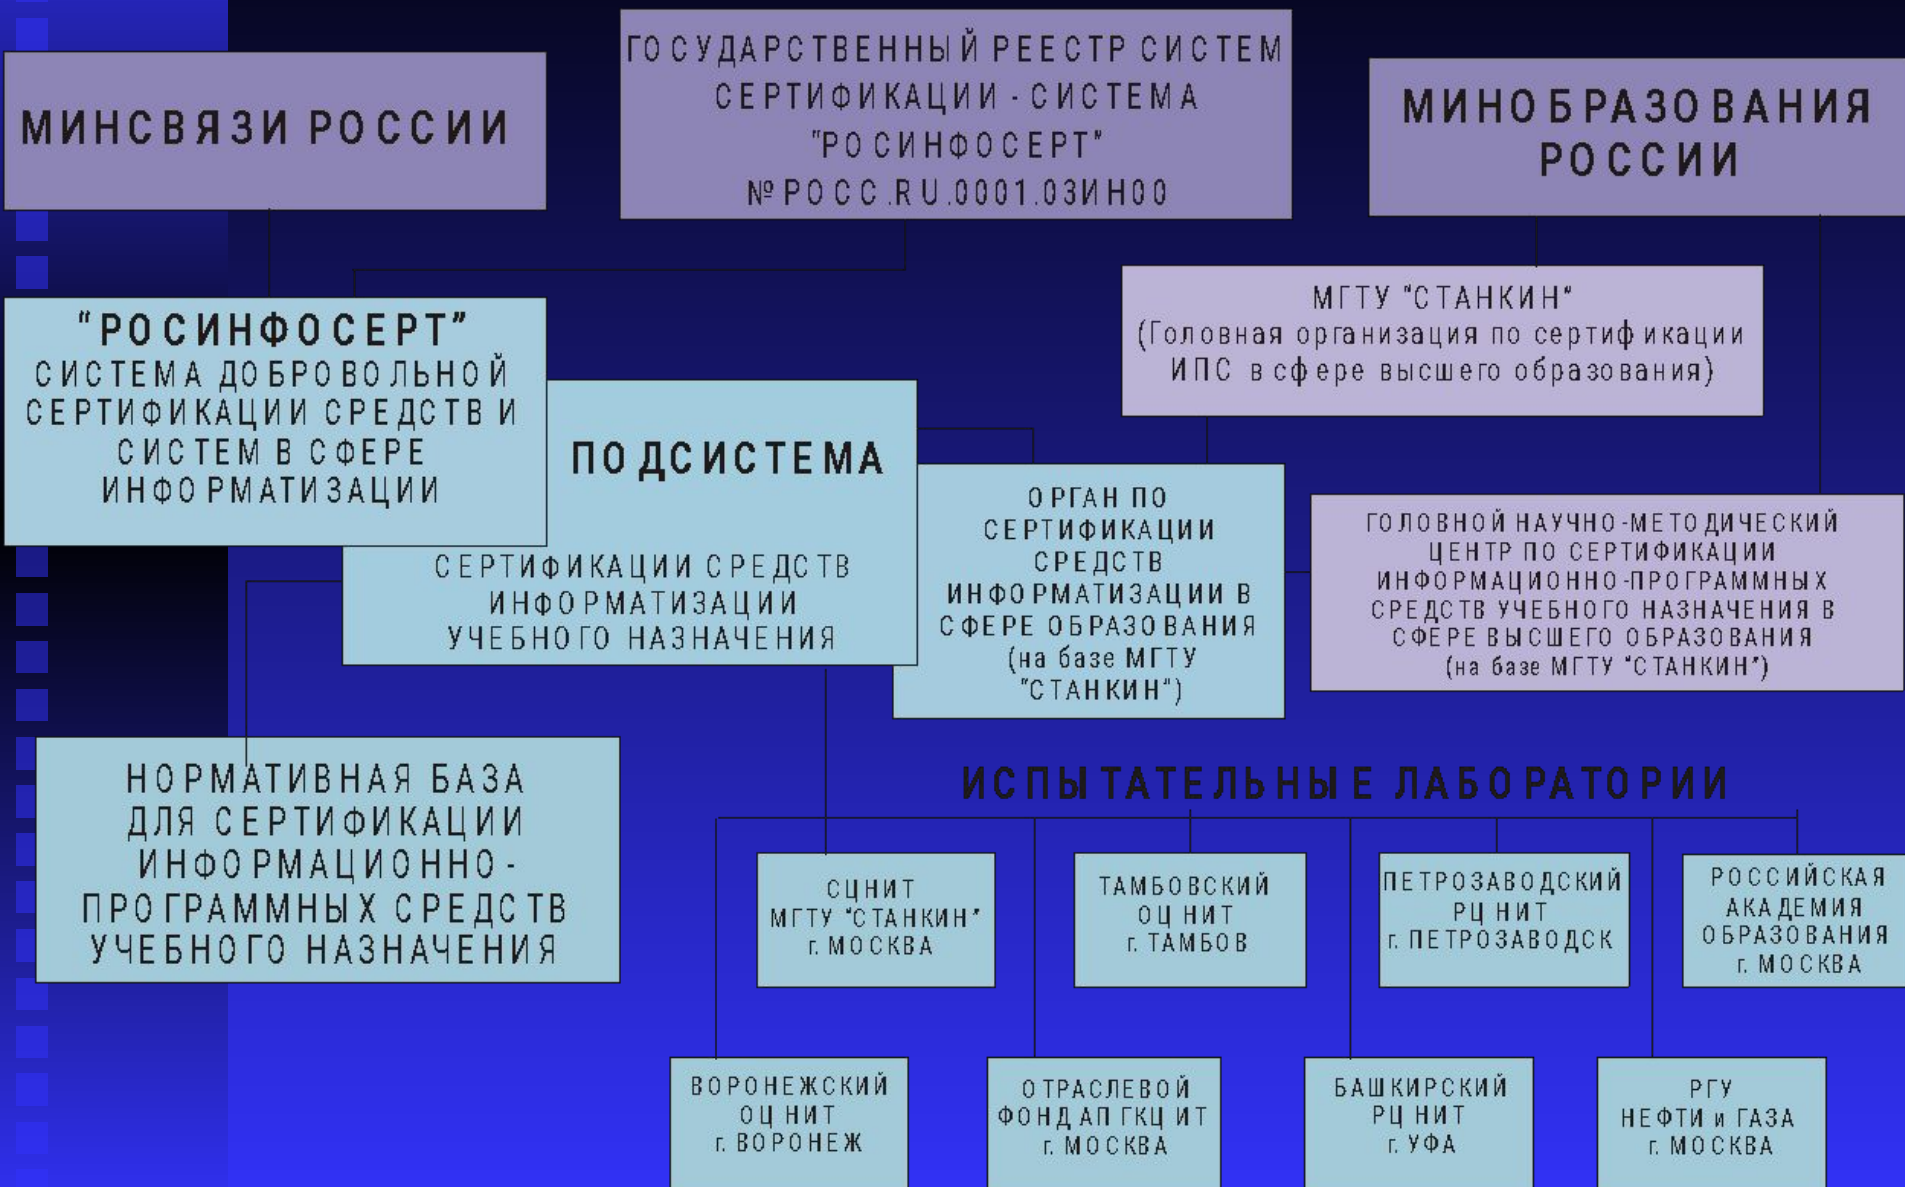 МИНСВЯЗИ РОССИИ
ГОСУДАРСТВЕННЫЙ РЕЕСТР СИСТЕМ
СЕРТИФИКАЦИИ - СИСТЕМА
"РОСИНФОСЕРТ"
№ РОСС.RU.0001.03ИН00
МИНОБРАЗОВАНИЯ
РОССИИ
"РОСИНФОСЕРТ"
СИСТЕМА ДОБРОВОЛЬНОЙ
СЕРТИФИКАЦИИ СРЕДСТВ И
СИСТЕМ В СФЕРЕ
ИНФОРМАТИЗАЦИИ
МГТУ "СТАНКИН"
(Головная организация по сертификации
ИПС в сфере высшего образования)
ПОДСИСТЕМА
СЕРТИФИКАЦИИ СРЕДСТВ
ИНФОРМАТИЗАЦИИ
УЧЕБНОГО НАЗНАЧЕНИЯ
ОРГАН ПО
СЕРТИФИКАЦИИ
СРЕДСТВ
ИНФОРМАТИЗАЦИИ В
СФЕРЕ ОБРАЗОВАНИЯ
(на базе МГТУ
"СТАНКИН")
ГОЛОВНОЙ НАУЧНО-МЕТОДИЧЕСКИЙ
ЦЕНТР ПО СЕРТИФИКАЦИИ
ИНФОРМАЦИОННО-ПРОГРАММНЫХ
СРЕДСТВ УЧЕБНОГО НАЗНАЧЕНИЯ В
СФЕРЕ ВЫСШЕГО ОБРАЗОВАНИЯ
(на базе МГТУ "СТАНКИН")
НОРМАТИВНАЯ БАЗА
ДЛЯ СЕРТИФИКАЦИИ
ИНФОРМАЦИОННО-
ПРОГРАММНЫХ СРЕДСТВ
УЧЕБНОГО НАЗНАЧЕНИЯ
ИСПЫТАТЕЛЬНЫЕ ЛАБОРАТОРИИ
СЦНИТ
МГТУ "СТАНКИН"
г. МОСКВА
ТАМБОВСКИЙ
ОЦ НИТ
г. ТАМБОВ
ПЕТРОЗАВОДСКИЙ
РЦ НИТ
г. ПЕТРОЗАВОДСК
РОССИЙСКАЯ
АКАДЕМИЯ
ОБРАЗОВАНИЯ
г. МОСКВА
ВОРОНЕЖСКИЙ
ОЦ НИТ
г. ВОРОНЕЖ
ОТРАСЛЕВОЙ
ФОНД АП ГКЦ ИТ
г. МОСКВА
БАШКИРСКИЙ
РЦ НИТ
г. УФА
РГУ
НЕФТИ и ГАЗА
г. МОСКВА